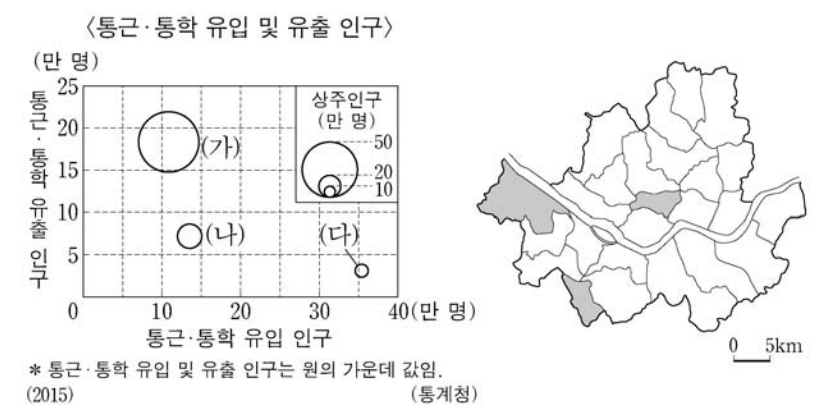 〈통근·통학 유입 및 유출 인구〉
(만 명)
통근·통학 유출 인구
25
20
15
10
5
상주인구
(만 명)
50
20
10
(가)
(나)
(다)
0 10 20 30 40(만 명)
통근·통학 유입 인구
* 통근·통학 유입 및 유출 인구는 원의 가운데 값임.
(2015) (통계청)
0 5km